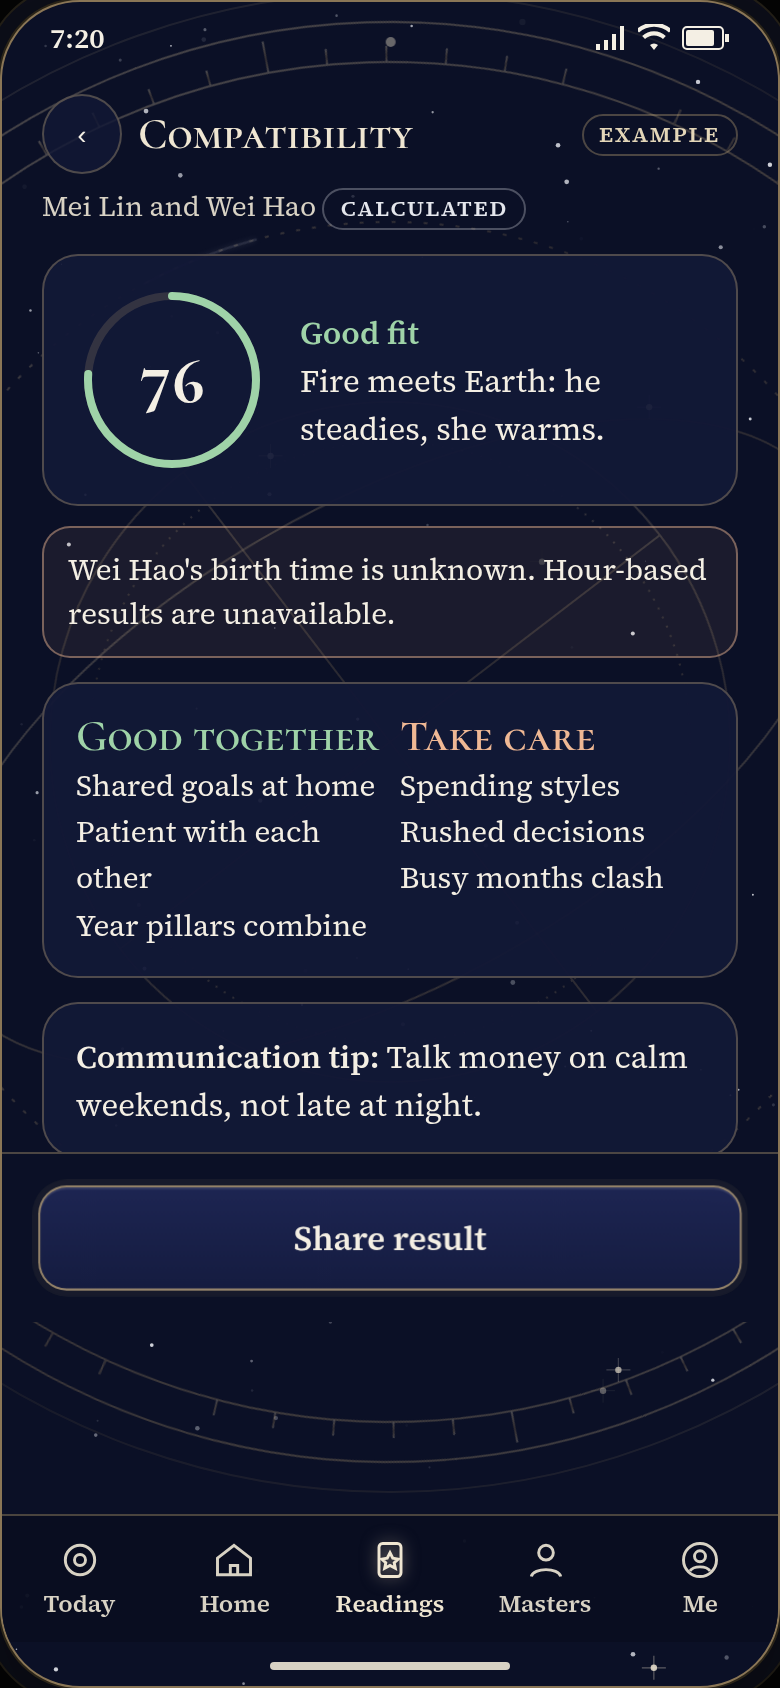 7:20
‹ Compatibility
EXAMPLE
Mei Lin and Wei Hao CALCULATED
76
Good fit
Fire meets Earth: he
steadies, she warms.
Wei Hao's birth time is unknown. Hour-based
results are unavailable.
Good together
Shared goals at home
Patient with each
other
Year pillars combine
Take care
Spending styles
Rushed decisions
Busy months clash
Communication tip: Talk money on calm
weekends, not late at night.
Share result
Today
Home
Readings
Masters
Me